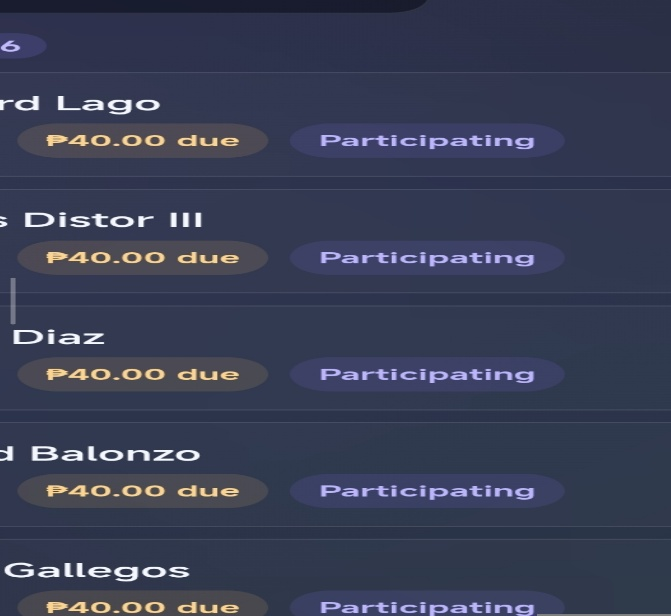 6
rd Lago
₱40.00 due Participating
s Distor III
₱40.00 due Participating
Diaz
₱40.00 due Participating
d Balonzo
₱40.00 due Participating
Gallegos
₱40.00 due Participating